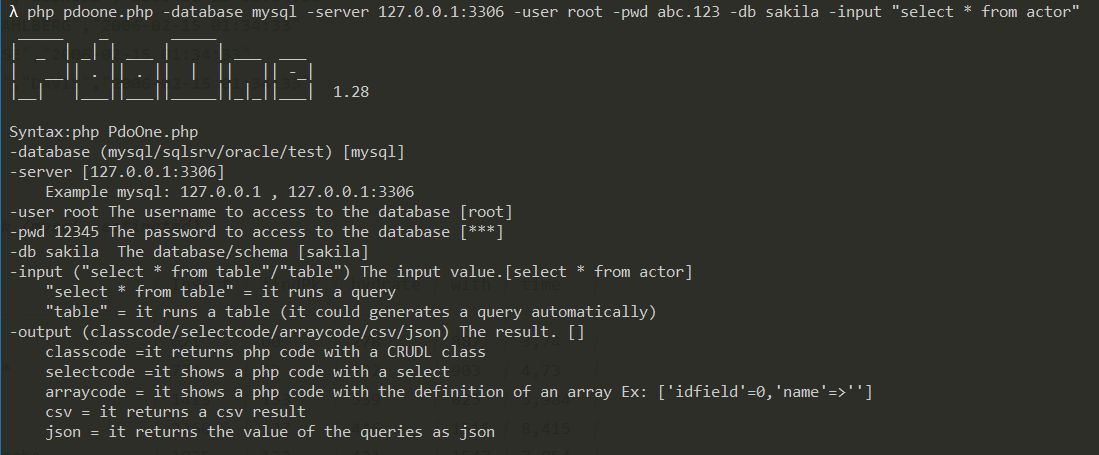 λ php pdoone.php -database mysql -server 127.0.0.1:3306 -user root -pwd abc.123 -db sakila -input "select * from actor"
PdoOne 1.28
Syntax:php PdoOne.php
-database (mysql/sqlsrv/oracle/test) [mysql]
-server [127.0.0.1:3306]
Example mysql: 127.0.0.1 , 127.0.0.1:3306
-user root The username to access to the database [root]
-pwd 12345 The password to access to the database [***]
-db sakila  The database/schema [sakila]
-input ("select * from table"/"table") The input value.[select * from actor]
"select * from table" = it runs a query
"table" = it runs a table (it could generates a query automatically)
-output (classcode/selectcode/arraycode/csv/json) The result. []
classcode =it returns php code with a CRUDL class
selectcode =it shows a php code with a select
arraycode = it shows a php code with the definition of an array Ex: ['idfield'=0,'name'=>'']
csv = it returns a csv result
json = it returns the value of the queries as json